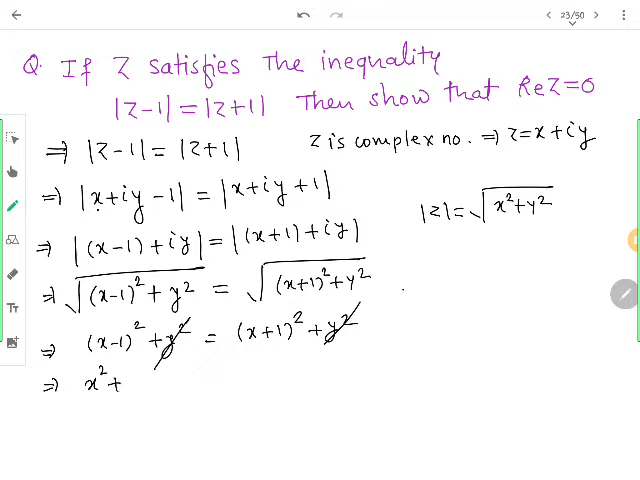 23/50
Q. If Z satisfies The inequality
|z-1| = |z+1| Then show that Re Z = 0
⇒ |z-1| = |z+1| Z is complex no. ⇒ z = x + iy
⇒ |x+iy-1| = |x+iy+1|
|z| = √x²+y²
⇒ |(x-1)+iy| = |(x+1)+iy|
⇒ √(x-1)²+y² = √(x+1)²+y²
⇒ (x-1)²+y² = (x+1)²+y²
⇒ x²+